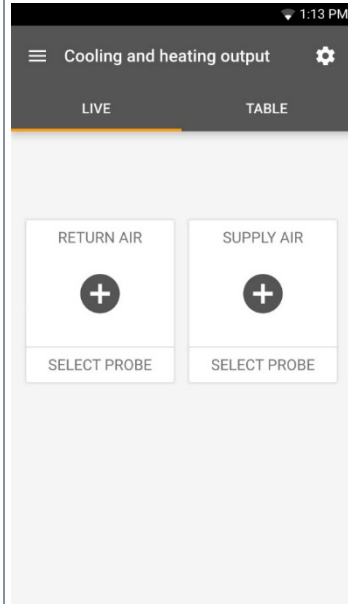 1:13 PM
Cooling and heating output
LIVE TABLE
RETURN AIR SUPPLY AIR
SELECT PROBE SELECT PROBE